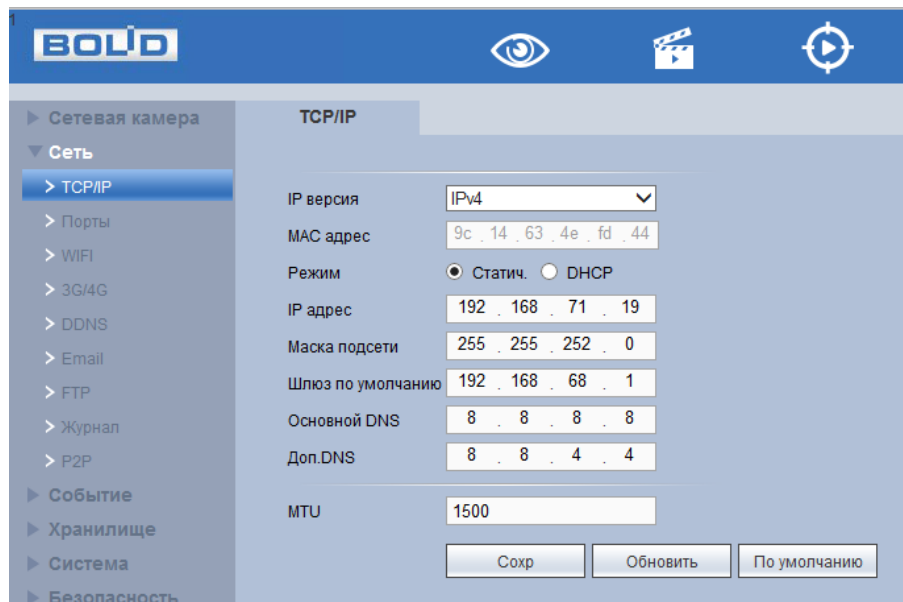 1
BOLID
Сетевая камера
Сеть
TCP/IP
Порты
WIFI
3G/4G
DDNS
Email
FTP
Журнал
P2P
Событие
Хранилище
Система
Безопасность
TCP/IP
IP версия IPv4
MAC адрес 9c . 14 . 63 . 4e . fd . 44
Режим Статич. DHCP
IP адрес 192 . 168 . 71 . 19
Маска подсети 255 . 255 . 252 . 0
Шлюз по умолчанию 192 . 168 . 68 . 1
Основной DNS 8 . 8 . 8 . 8
Доп.DNS 8 . 8 . 4 . 4
MTU 1500
Сохр Обновить По умолчанию